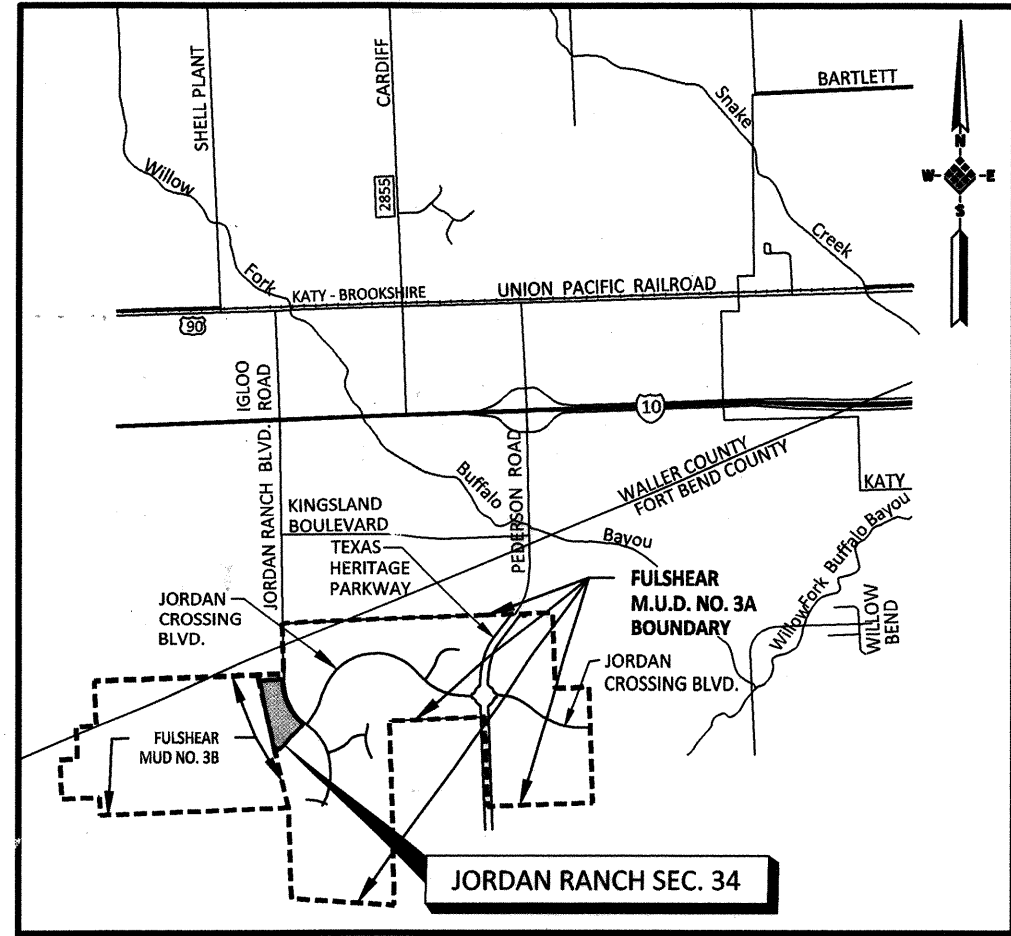 SHELL PLANT
CARDIFF
Snake
BARTLETT
Willow
2855
N
W
E
S
Creek
Fork
KATY - BROOKSHIRE
UNION PACIFIC RAILROAD
90
IGLOO
ROAD
10
JORDAN RANCH BLVD.
PEDERSON ROAD
WALLER COUNTY
FORT BEND COUNTY
Buffalo
KATY
KINGSLAND
BOULEVARD
Bayou
TEXAS
HERITAGE
PARKWAY
Willow Fork Buffalo Bayou
WILLOW
BEND
JORDAN
CROSSING
BLVD.
FULSHEAR
M.U.D. NO. 3A
BOUNDARY
JORDAN
CROSSING BLVD.
FULSHEAR
MUD NO. 3B
JORDAN RANCH SEC. 34